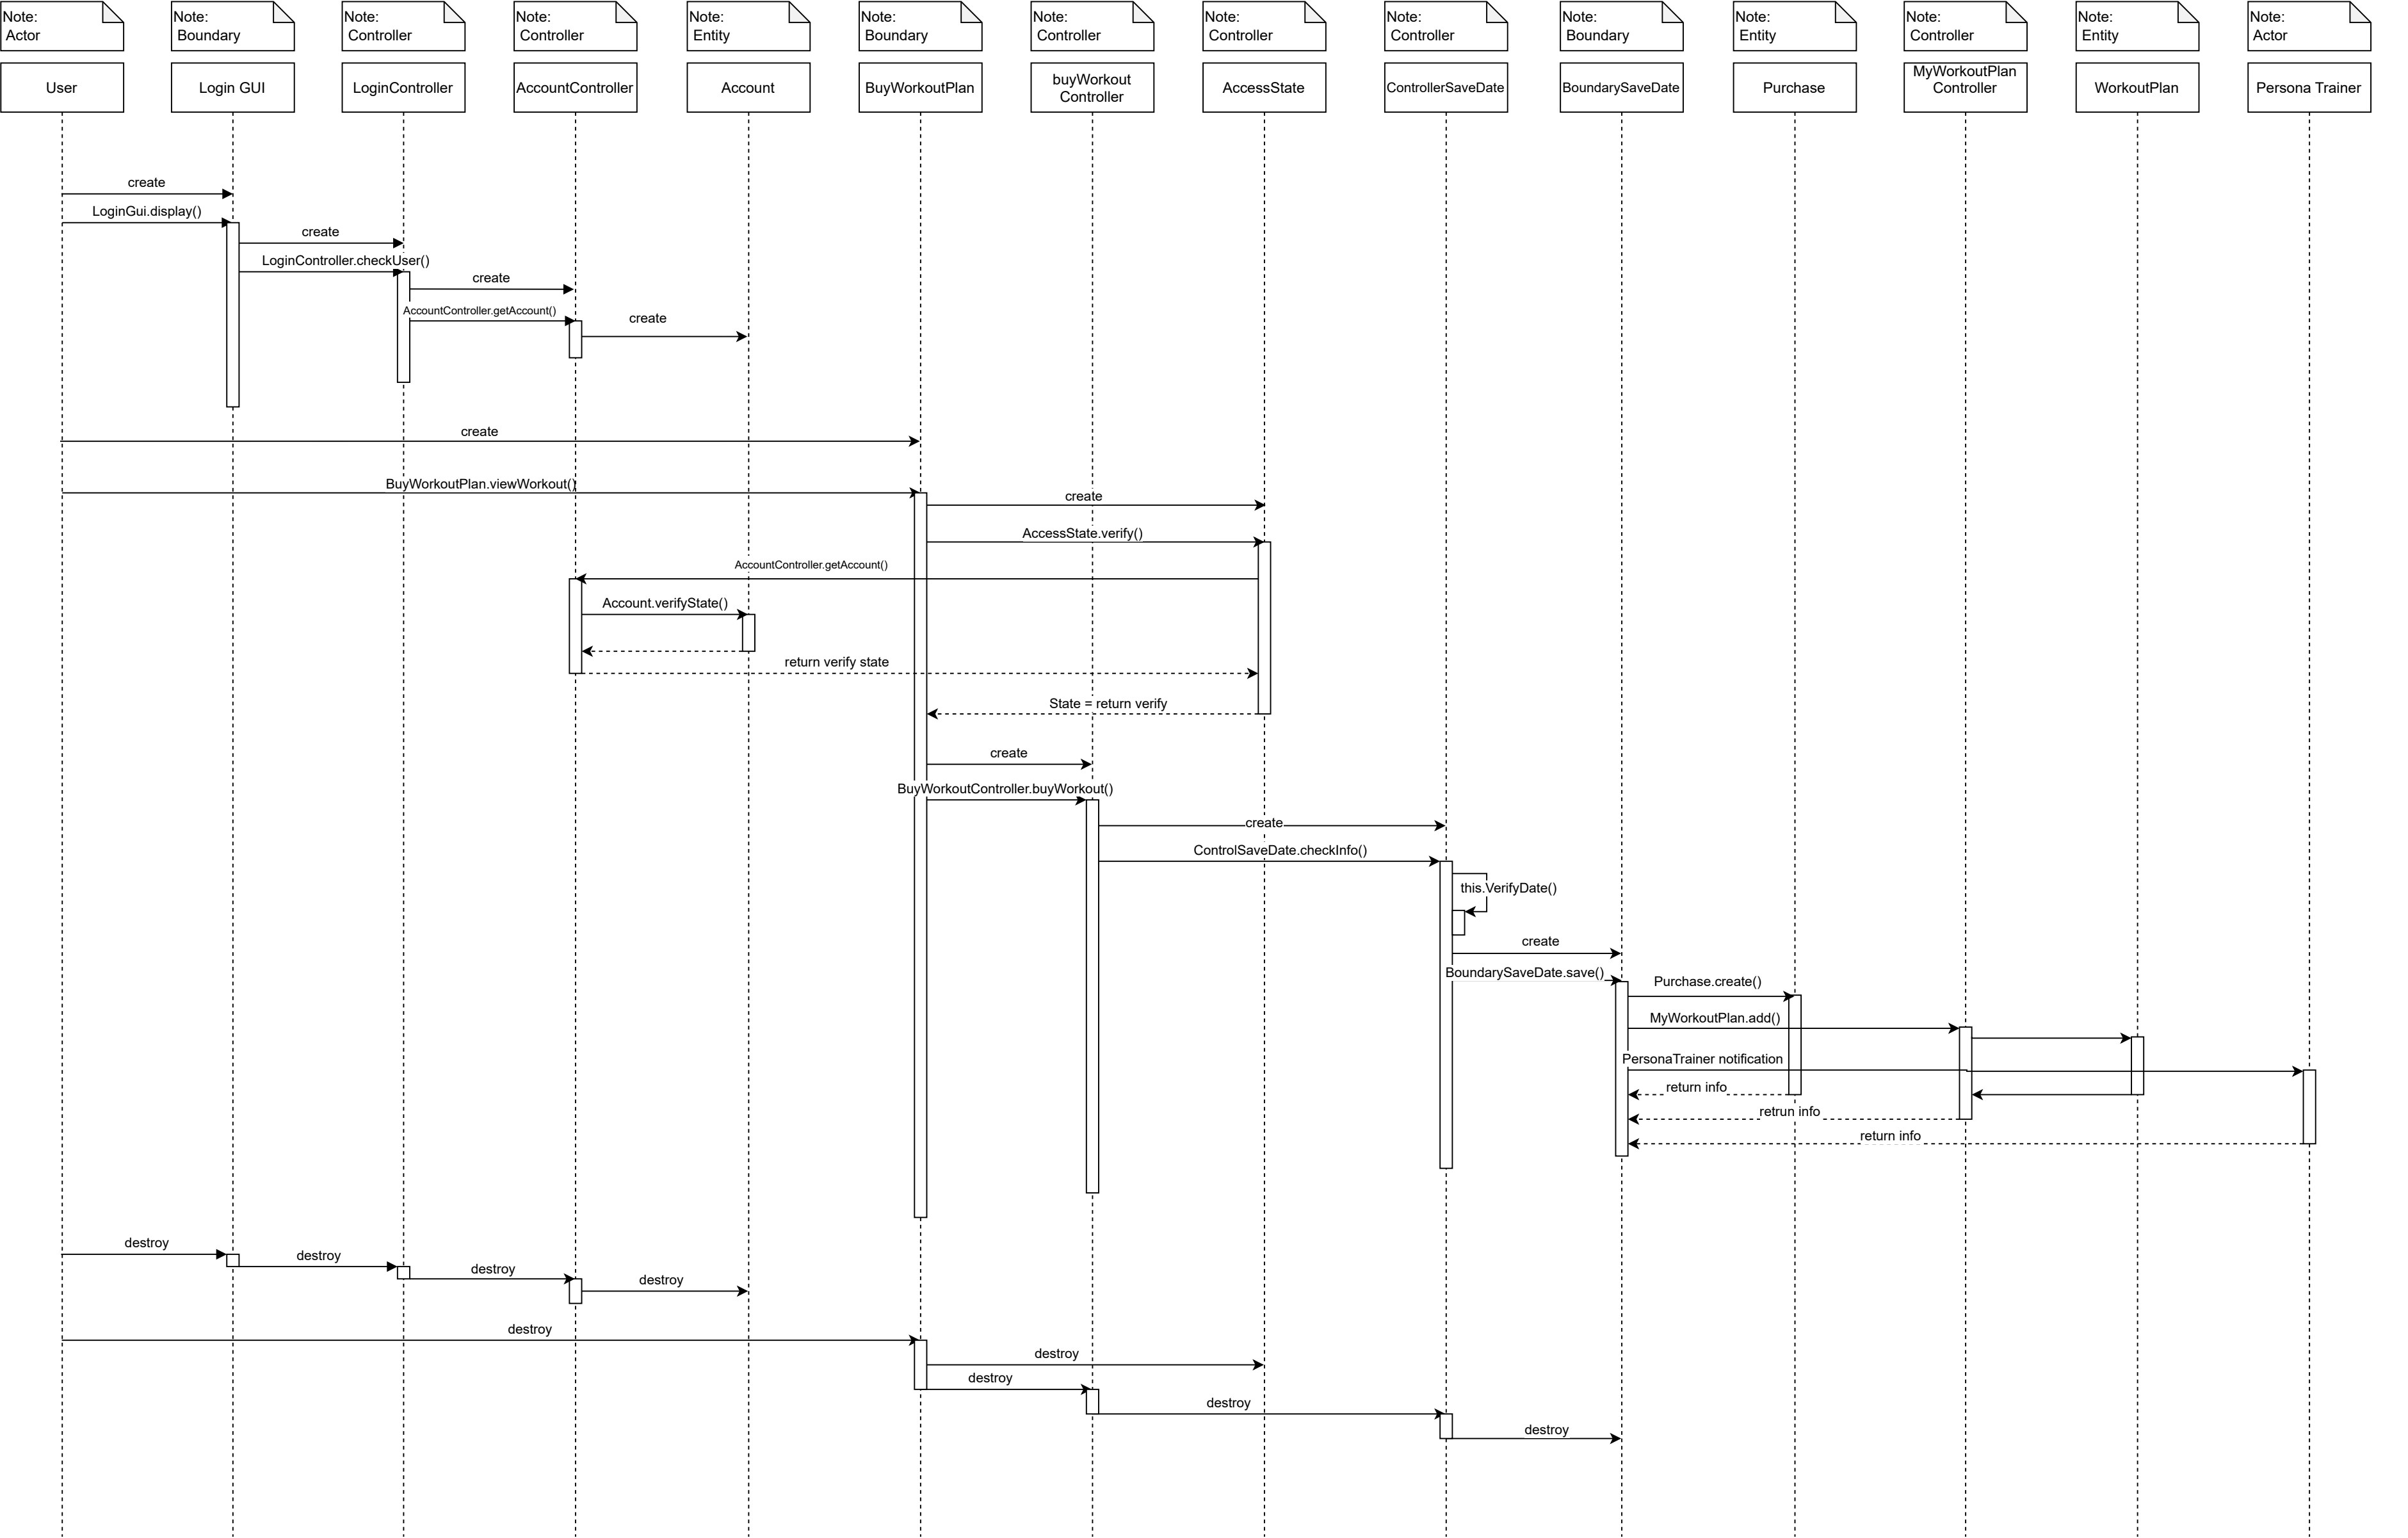 Note:
Actor
Note:
Boundary
Note:
Controller
Note:
Controller
Note:
Entity
Note:
Boundary
Note:
Controller
Note:
Controller
Note:
Controller
Note:
Boundary
Note:
Entity
Note:
Controller
Note:
Entity
Note:
Actor
User
Login GUI
LoginController
AccountController
Account
BuyWorkoutPlan
buyWorkout
Controller
AccessState
ControllerSaveDate
BoundarySaveDate
Purchase
MyWorkoutPlan
Controller
WorkoutPlan
Persona Trainer
create
LoginGui.display()
create
LoginController.checkUser()
create
AccountController.getAccount()
create
create
BuyWorkoutPlan.viewWorkout()
create
AccessState.verify()
AccountController.getAccount()
Account.verifyState()
return verify state
State = return verify
create
BuyWorkoutController.buyWorkout()
create
ControlSaveDate.checkInfo()
this.VerifyDate()
create
BoundarySaveDate.save()
Purchase.create()
MyWorkoutPlan.add()
PersonaTrainer notification
return info
retrun info
return info
destroy
destroy
destroy
destroy
destroy
destroy
destroy
destroy
destroy